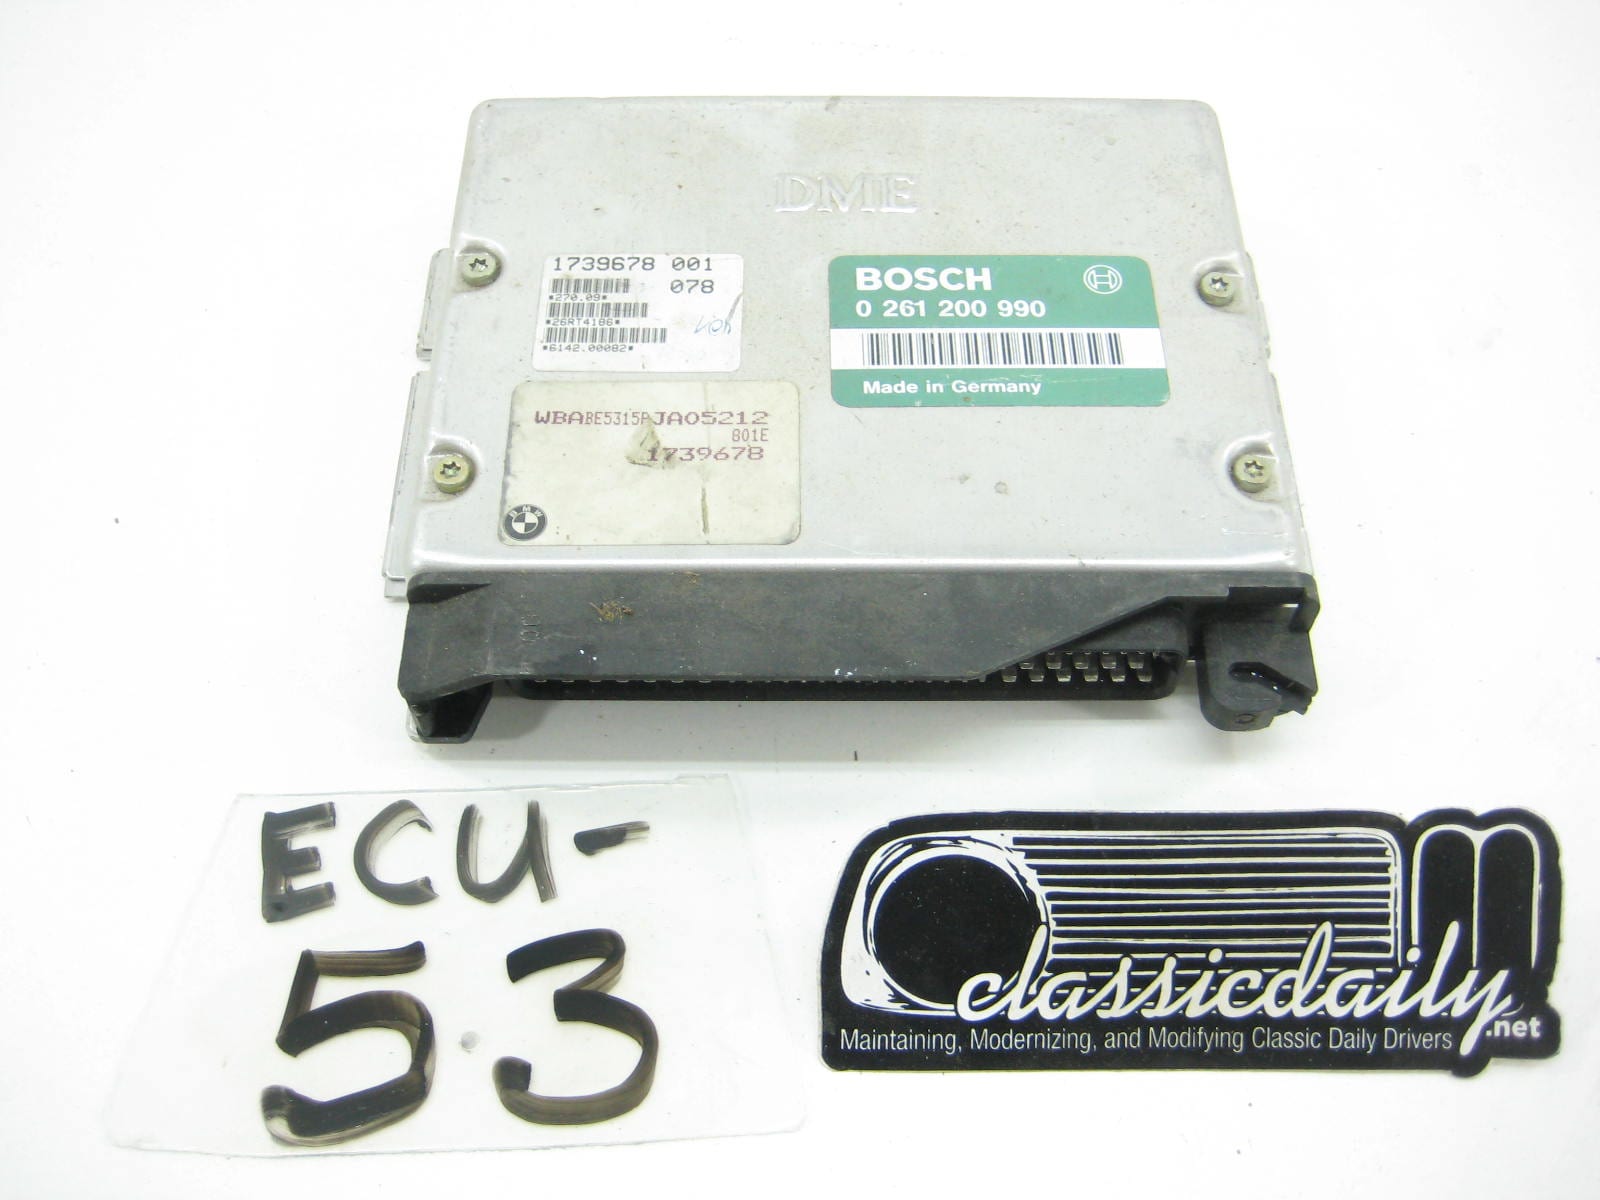 DME
1739678 001
078
*270.09*
*26RT4186*
*6142.00082*
BOSCH
0 261 200 990
Made in Germany
WBABE5315PJA05212
801E
1739678
BMW
ECU-
53
classicdaily
.net
Maintaining, Modernizing, and Modifying Classic Daily Drivers